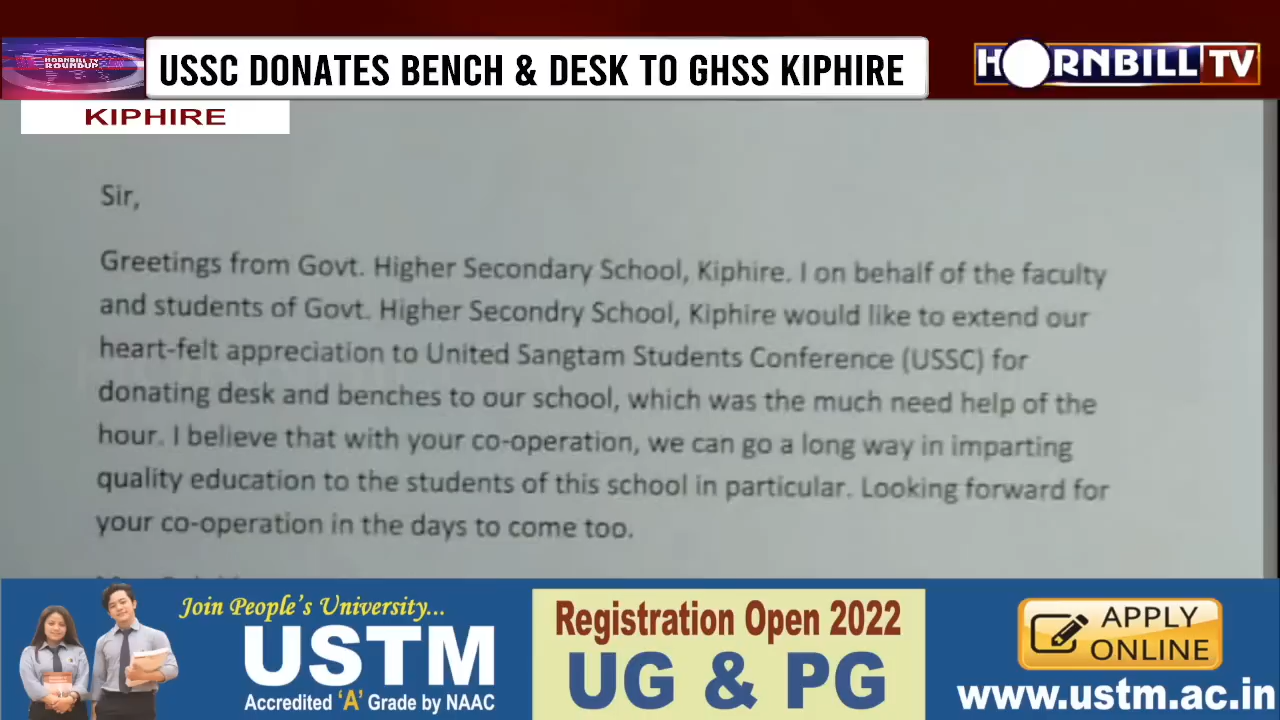 HORNBILL TV
ROUNDUP
USSC DONATES BENCH & DESK TO GHSS KIPHIRE
HORNBILL TV
KIPHIRE
Sir,
Greetings from Govt. Higher Secondary School, Kiphire. I on behalf of the faculty
and students of Govt. Higher Secondry School, Kiphire would like to extend our
heart-felt appreciation to United Sangtam Students Conference (USSC) for
donating desk and benches to our school, which was the much need help of the
hour. I believe that with your co-operation, we can go a long way in imparting
quality education to the students of this school in particular. Looking forward for
your co-operation in the days to come too.
Join People's University...
USTM
Accredited 'A' Grade by NAAC
Registration Open 2022
UG & PG
APPLY
ONLINE
www.ustm.ac.in